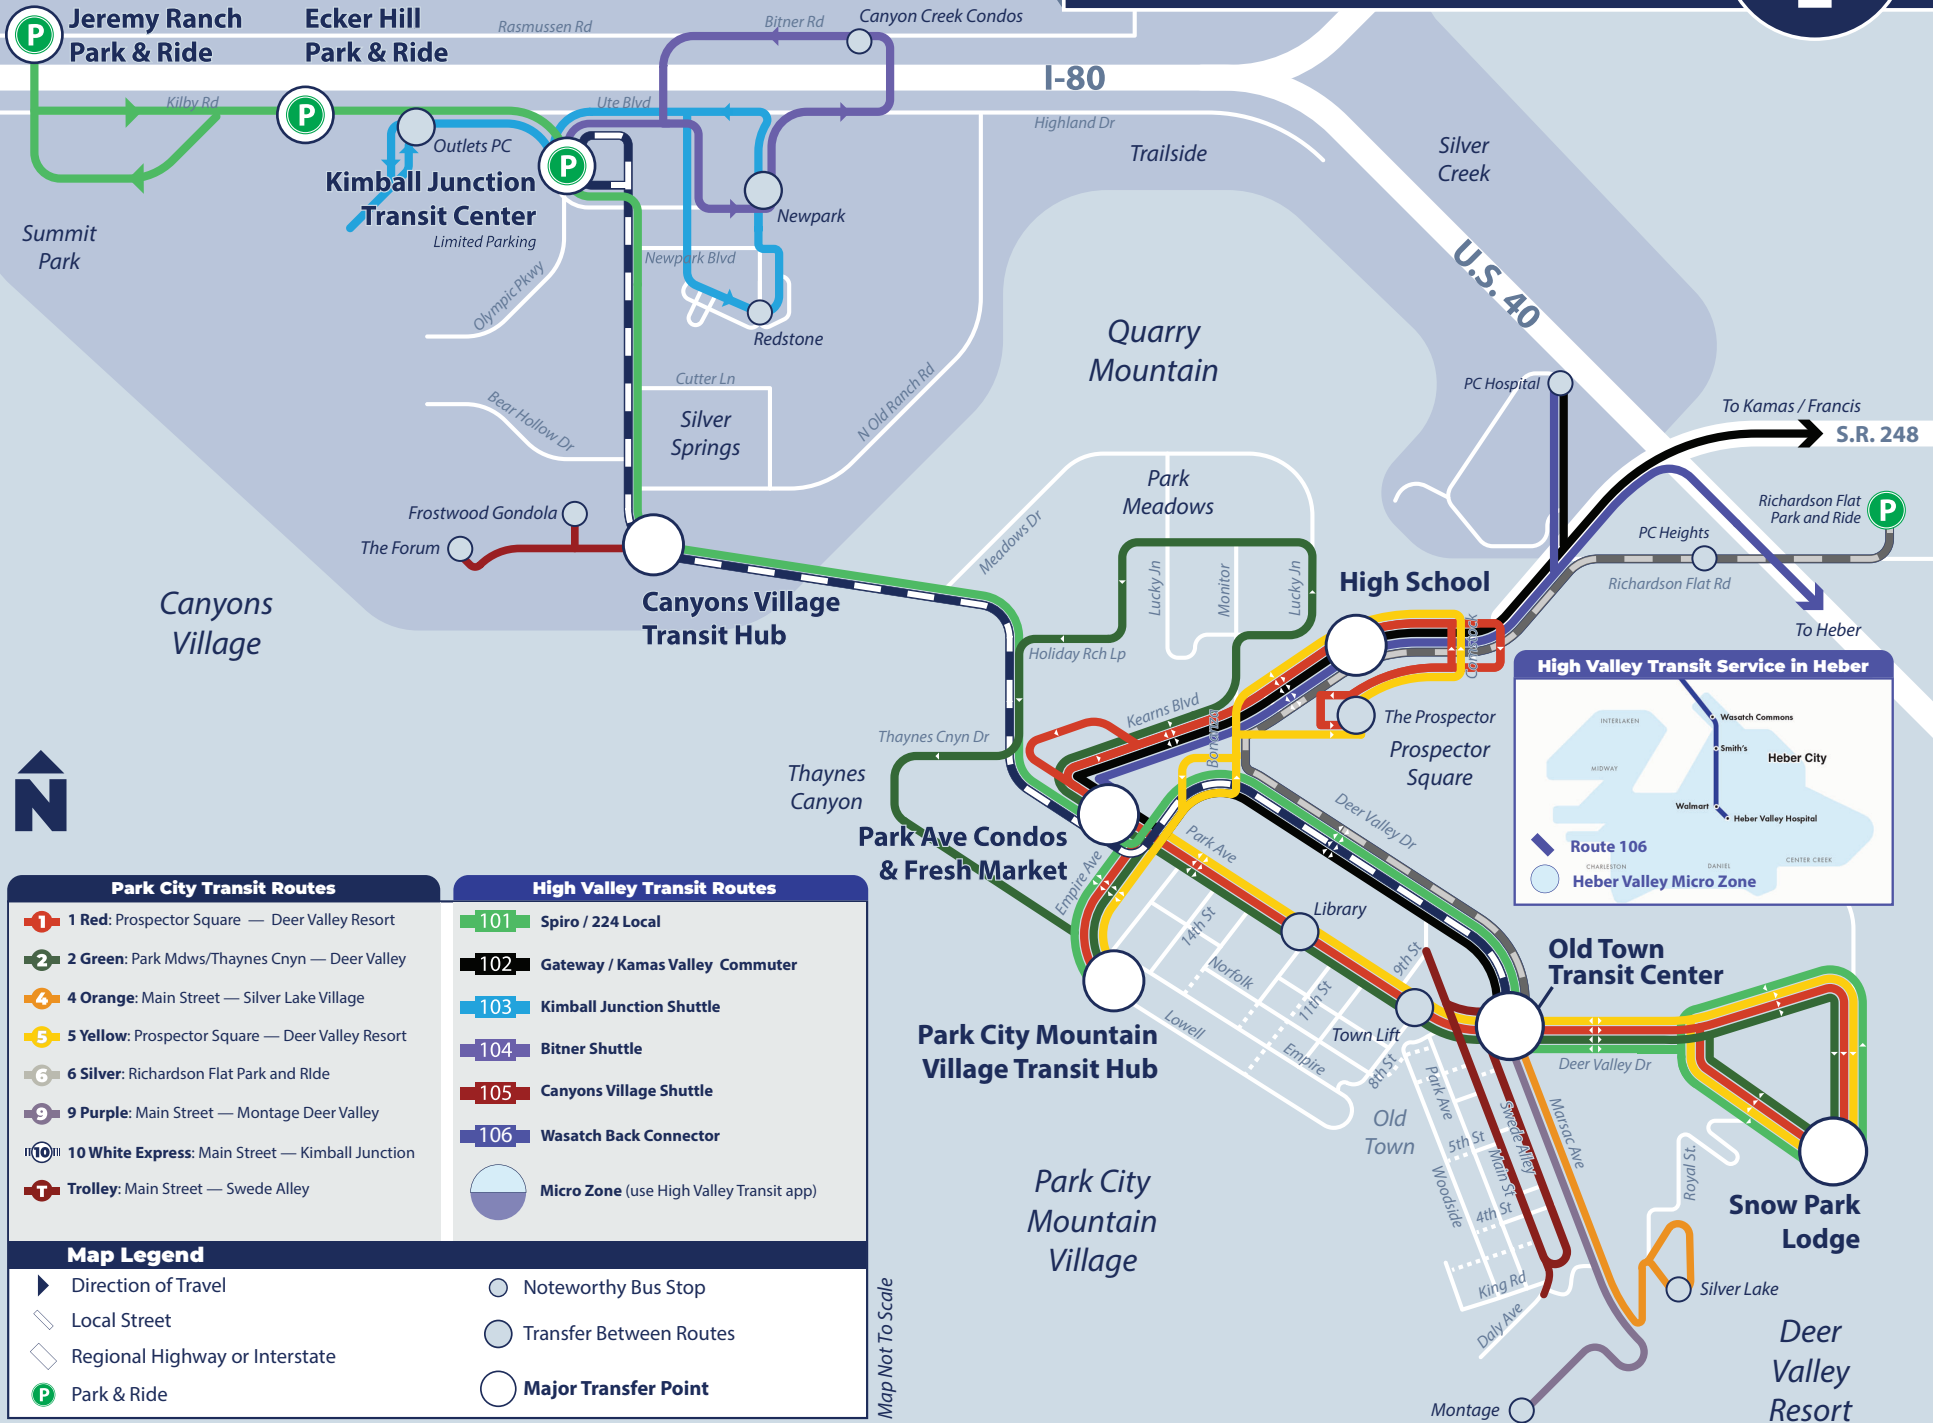 Jeremy Ranch
Park & Ride
Ecker Hill
Park & Ride
Rasmussen Rd
Bitner Rd
Canyon Creek Condos
I-80
Kilby Rd
Ute Blvd
Highland Dr
Outlets PC
Trailside
Silver
Creek
Kimball Junction
Transit Center
Limited Parking
Newpark
Summit
Park
Newpark Blvd
Olympic Pkwy
U.S. 40
Redstone
Quarry
Mountain
Cutter Ln
Bear Hollow Dr
Silver
Springs
N Old Ranch Rd
PC Hospital
To Kamas / Francis
S.R. 248
Frostwood Gondola
The Forum
Park
Meadows
Meadows Dr
Lucky Jn
Monitor
Lucky Jn
Richardson Flat
Park and Ride
PC Heights
Richardson Flat Rd
High School
Canyons
Village
Canyons Village
Transit Hub
Holiday Rch Lp
Comstock
To Heber
High Valley Transit Service in Heber
INTERLAKEN
Wasatch Commons
Smith's
Heber City
MIDWAY
Walmart
Heber Valley Hospital
Route 106
CHARLESTON
DANIEL
CENTER CREEK
Heber Valley Micro Zone
Kearns Blvd
Bonanza
The Prospector
Prospector
Square
Thaynes Cnyn Dr
Thaynes
Canyon
N
Park Ave Condos
& Fresh Market
Deer Valley Dr
Park Ave
Empire Ave
Library
14th St
9th St
Norfolk
11th St
Lowell
Empire
8th St
Town Lift
Old Town
Transit Center
Park City Mountain
Village Transit Hub
Deer Valley Dr
Old
Town
Park Ave
Swede Alley
Marsac Ave
5th St
Main St
Woodside
4th St
Royal St.
Park City
Mountain
Village
Snow Park
Lodge
King Rd
Daly Ave
Silver Lake
Deer
Valley
Resort
Montage
Park City Transit Routes
1 1 Red: Prospector Square — Deer Valley Resort
2 2 Green: Park Mdws/Thaynes Cnyn — Deer Valley
4 4 Orange: Main Street — Silver Lake Village
5 5 Yellow: Prospector Square — Deer Valley Resort
6 6 Silver: Richardson Flat Park and RIde
9 9 Purple: Main Street — Montage Deer Valley
10 10 White Express: Main Street — Kimball Junction
T Trolley: Main Street — Swede Alley
High Valley Transit Routes
101 Spiro / 224 Local
102 Gateway / Kamas Valley Commuter
103 Kimball Junction Shuttle
104 Bitner Shuttle
105 Canyons Village Shuttle
106 Wasatch Back Connector
Micro Zone (use High Valley Transit app)
Map Legend
Direction of Travel
Local Street
Regional Highway or Interstate
P Park & Ride
Noteworthy Bus Stop
Transfer Between Routes
Major Transfer Point
Map Not To Scale
P
P
P
P